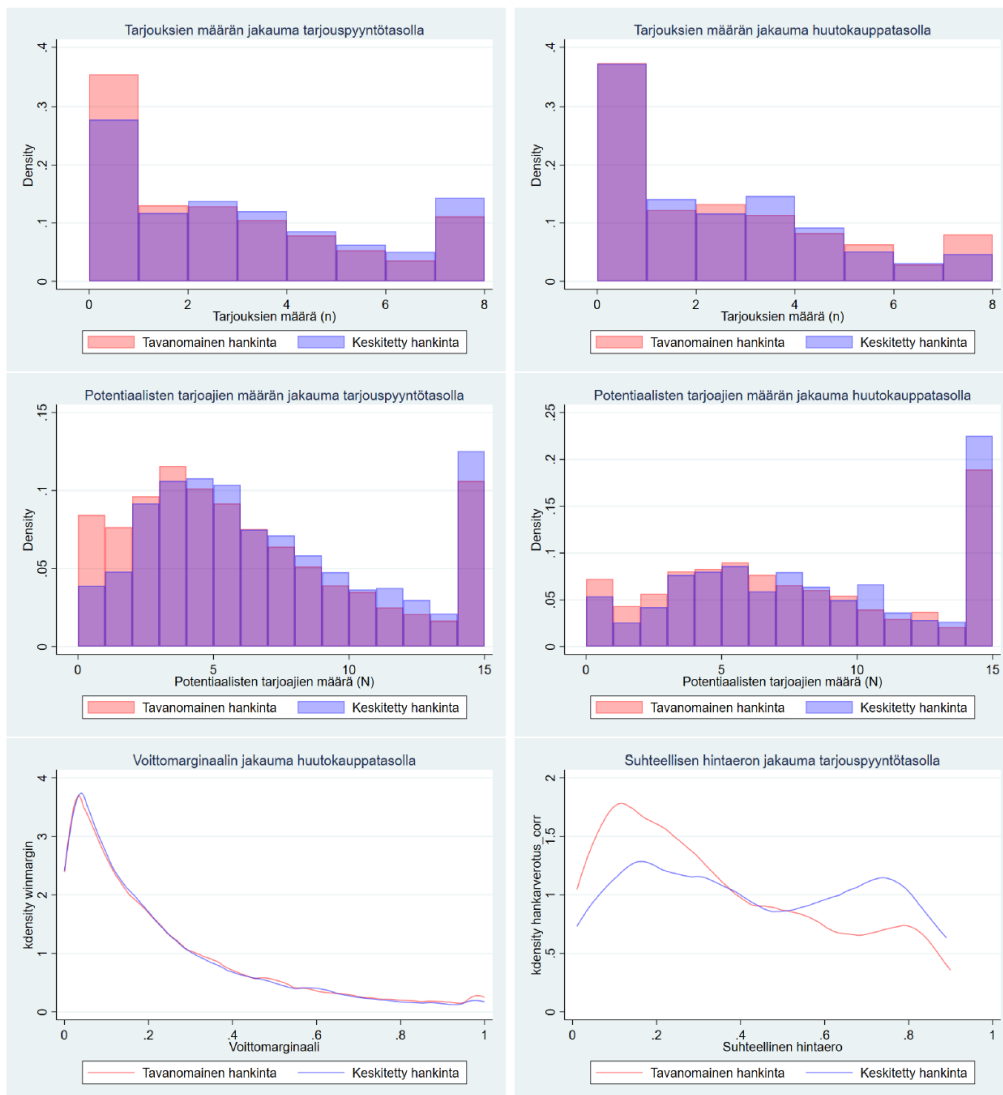 Tarjouksien määrän jakauma tarjouspyyntötasolla
Density
0 .1 .2 .3 .4
0 2 4 6 8
Tarjouksien määrä (n)
Tavanomainen hankinta Keskitetty hankinta
Tarjouksien määrän jakauma huutokauppatasolla
Density
0 .1 .2 .3 .4
0 2 4 6 8
Tarjouksien määrä (n)
Tavanomainen hankinta Keskitetty hankinta
Potentiaalisten tarjoajien määrän jakauma tarjouspyyntötasolla
Density
0 .05 .1 .15
0 5 10 15
Potentiaalisten tarjoajien määrä (N)
Tavanomainen hankinta Keskitetty hankinta
Potentiaalisten tarjoajien määrän jakauma huutokauppatasolla
Density
0 .05 .1 .15 .2 .25
0 5 10 15
Potentiaalisten tarjoajien määrä (N)
Tavanomainen hankinta Keskitetty hankinta
Voittomarginaalin jakauma huutokauppatasolla
kdensity winmargin
0 1 2 3 4
0 .2 .4 .6 .8 1
Voittomarginaali
Tavanomainen hankinta Keskitetty hankinta
Suhteellisen hintaeron jakauma tarjouspyyntötasolla
kdensity hankarverotus_corr
0 .5 1 1.5 2
0 .2 .4 .6 .8 1
Suhteellinen hintaero
Tavanomainen hankinta Keskitetty hankinta